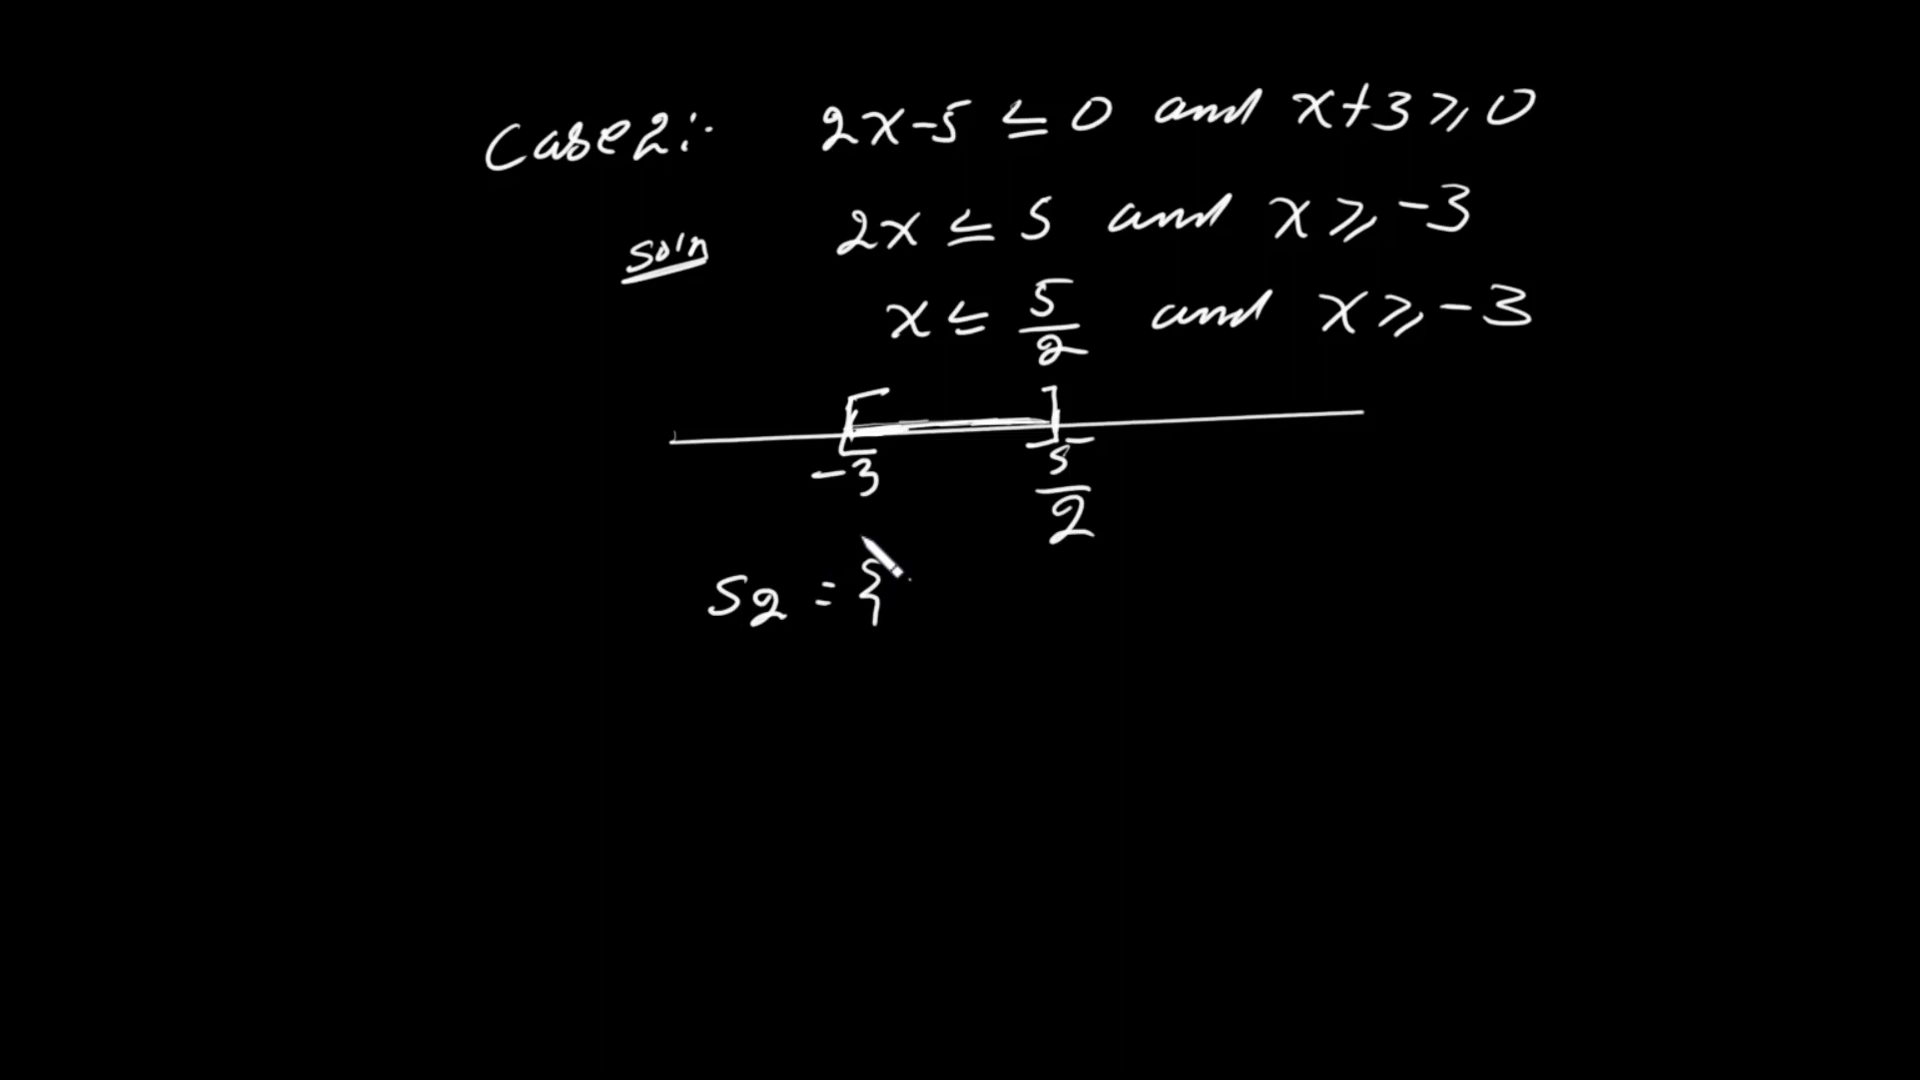 Case 2:- 2x-5 ≤ 0 and x+3 ≥ 0
soln 2x ≤ 5 and x ≥ -3
x ≤ 5/2 and x ≥ -3
[ ]
-3 5/2
S2 = {